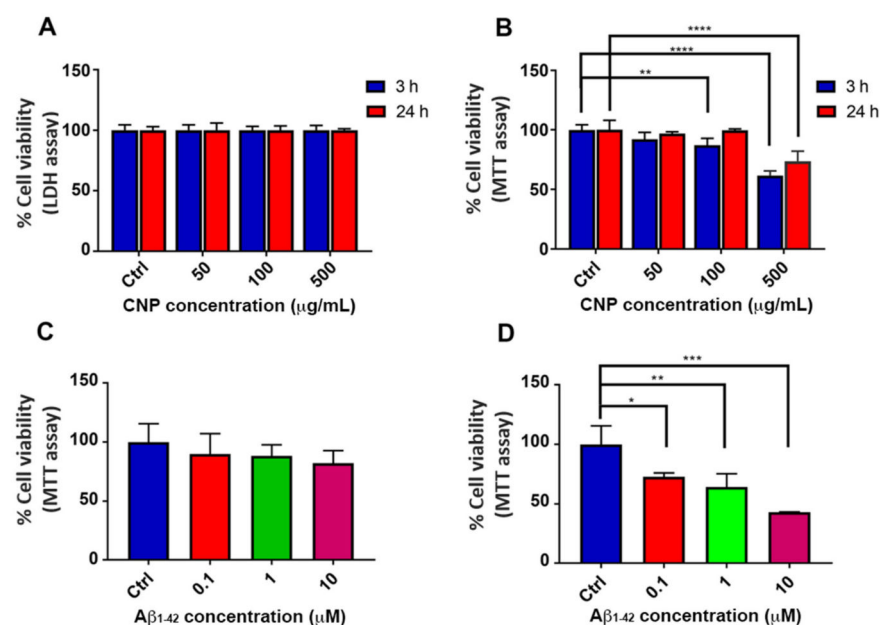 A
% Cell viability
(LDH assay)
150
100
50
0
Ctrl
50
100
500
CNP concentration (μg/mL)
3 h
24 h
B
% Cell viability
(MTT assay)
150
100
50
0
****
****
**
Ctrl
50
100
500
CNP concentration (μg/mL)
3 h
24 h
C
% Cell viability
(MTT assay)
150
100
50
0
Ctrl
0.1
1
10
Aβ1-42 concentration (μM)
D
% Cell viability
(MTT assay)
150
100
50
0
***
**
*
Ctrl
0.1
1
10
Aβ1-42 concentration (μM)